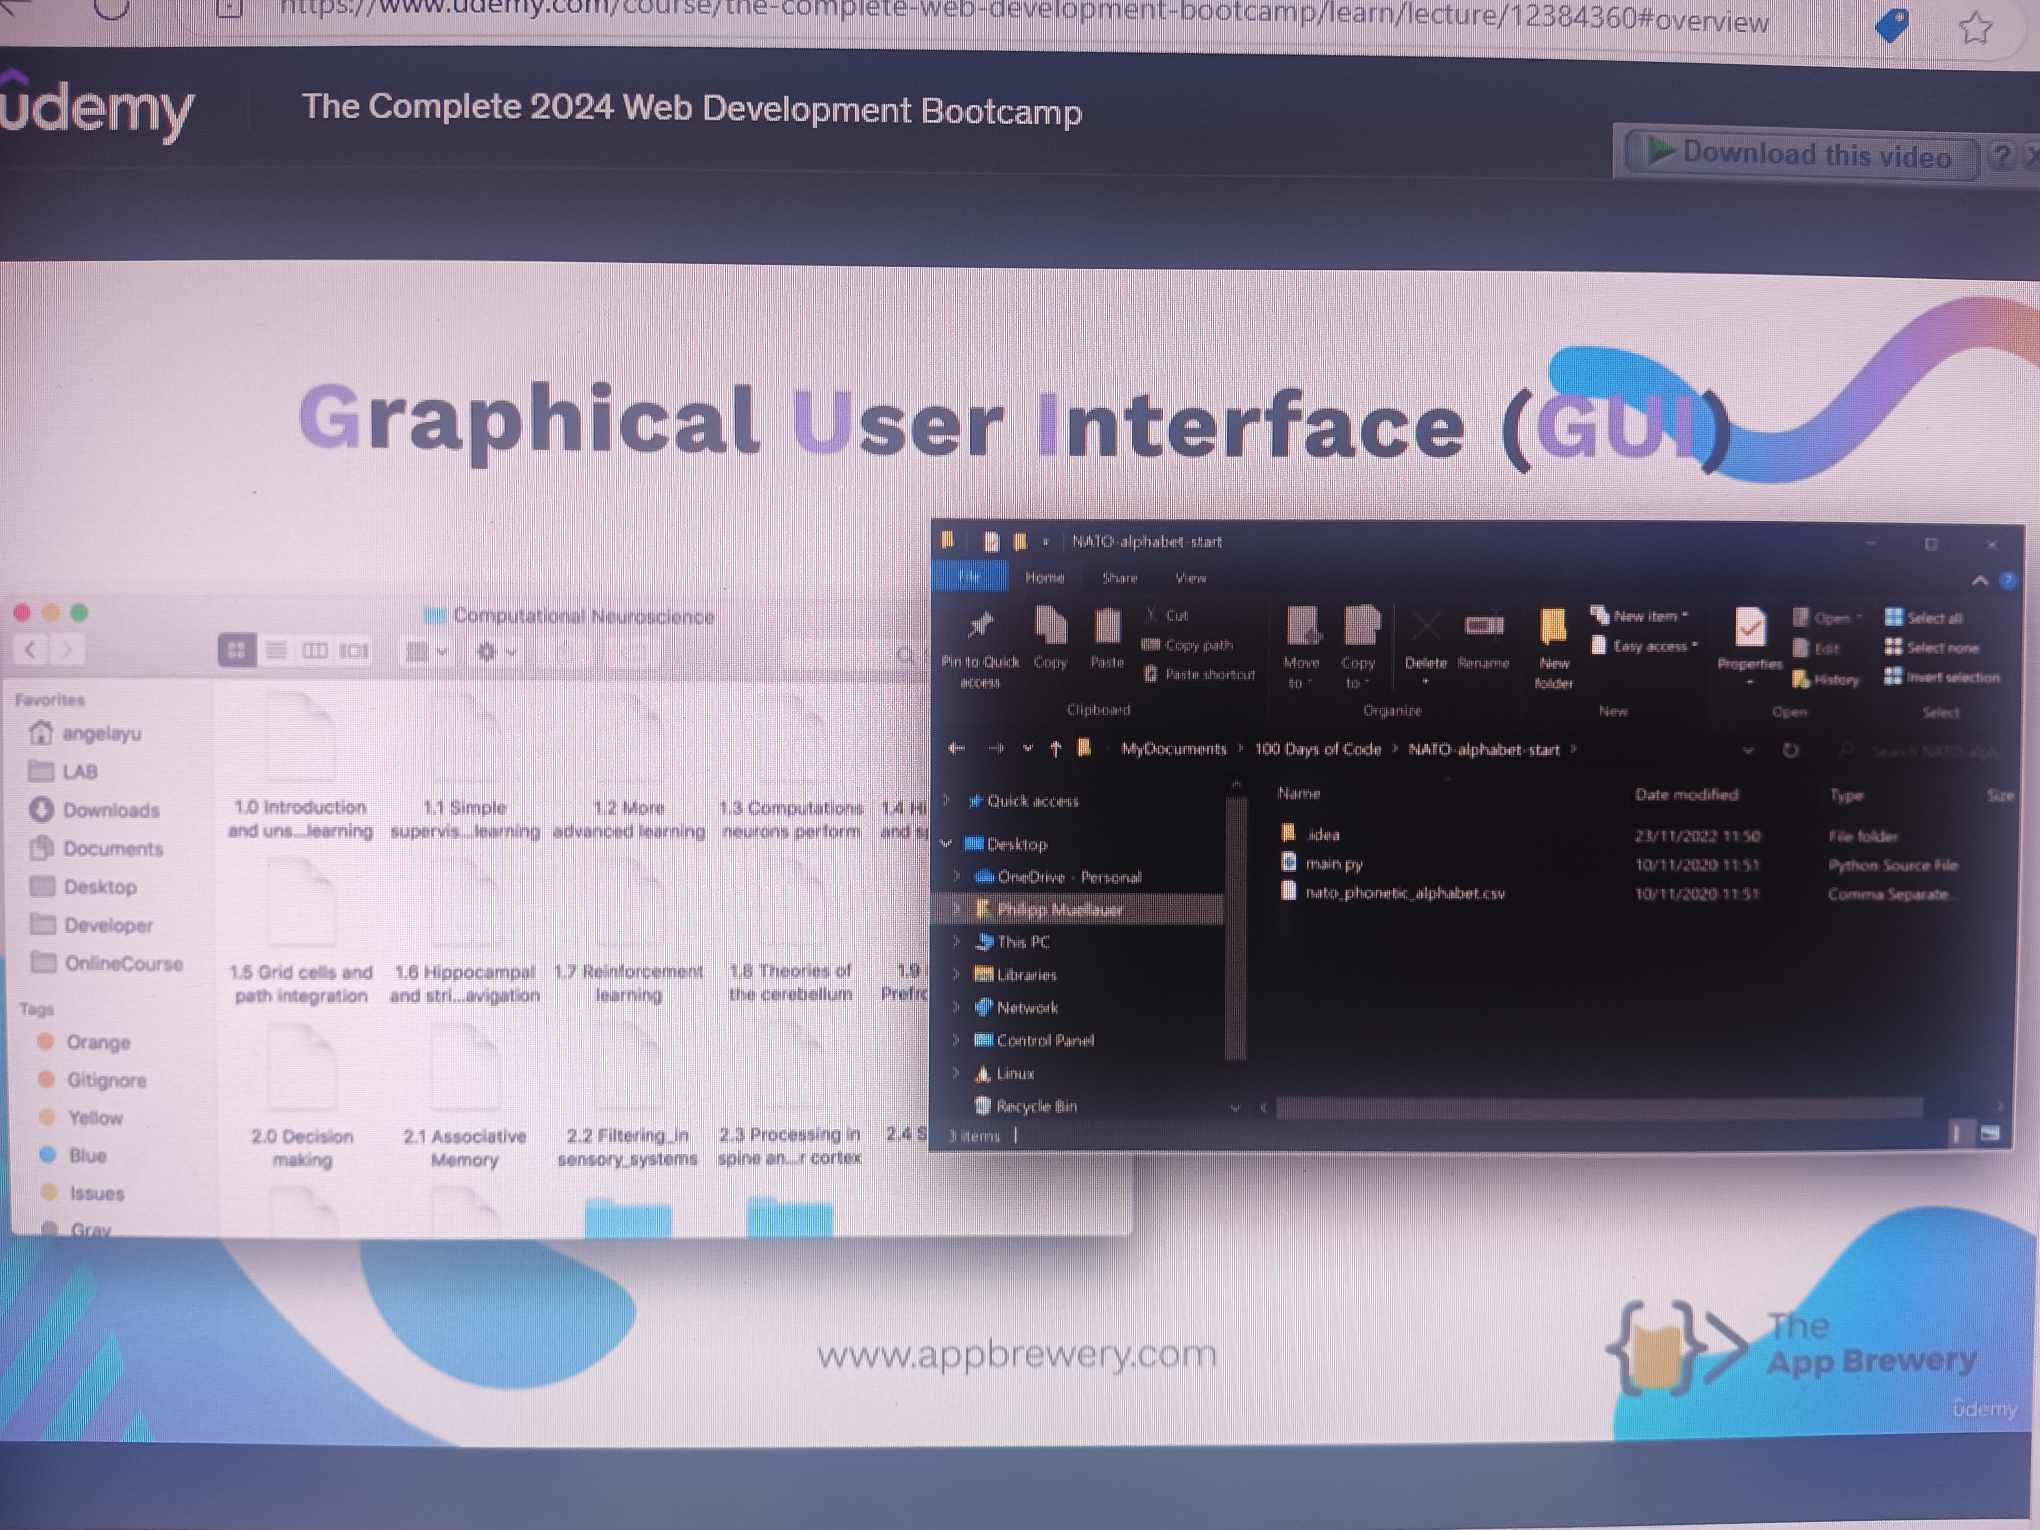 https://www.udemy.com/course/the-complete-web-development-bootcamp/learn/lecture/12384360#overview
ûdemy
The Complete 2024 Web Development Bootcamp
Download this video ? X
Graphical User Interface (GUI)
Computational Neuroscience
Favorites
angelayu
LAB
Downloads
Documents
Desktop
Developer
OnlineCourse
Tags
Orange
Gitignore
Yellow
Blue
Issues
Gray
1.0 Introduction
and uns...learning
1.1 Simple
supervis...learning
1.2 More
advanced learning
1.3 Computations
neurons perform
1.4 Hi
1.5 Grid cells and
path integration
1.6 Hippocampal
and stri...avigation
1.7 Reinforcement
learning
1.8 Theories of
the cerebellum
1.9
Prefro
2.0 Decision
making
2.1 Associative
Memory
2.2 Filtering_in
sensory_systems
2.3 Processing in
spine an...r cortex
2.4 S
NATO-alphabet-start
File Home Share View
Pin to Quick
access
Copy
Paste
Cut
Copy path
Paste shortcut
Clipboard
Move
to
Copy
to
Delete
Rename
Organize
New
folder
New item
Easy access
New
Properties
Open
Edit
History
Open
Select all
Select none
Invert selection
Select
MyDocuments > 100 Days of Code > NATO-alphabet-start >
Quick access
Desktop
OneDrive - Personal
Philipp Muellauer
This PC
Libraries
Network
Control Panel
Linux
Recycle Bin
Name Date modified Type Size
.idea 23/11/2022 11:50 File folder
main.py 10/11/2020 11:51 Python Source File
nato_phonetic_alphabet.csv 10/11/2020 11:51 Comma Separate...
3 items
www.appbrewery.com
The
App Brewery
ûdemy